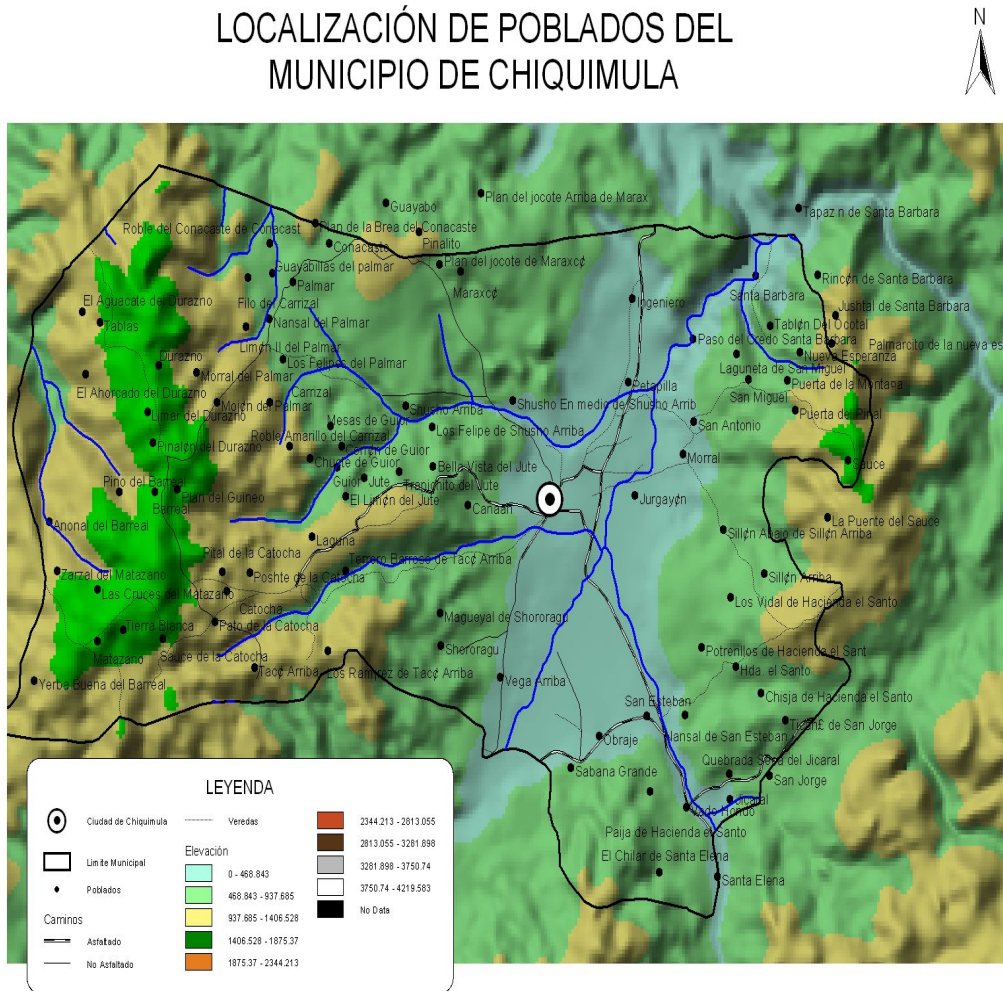 LOCALIZACIÓN DE POBLADOS DEL
MUNICIPIO DE CHIQUIMULA
N
Plan del jocote Arriba de Marax
Guayabo
Tapaz n de Santa Barbara
Roble del Conacaste de Conacast
Plan de la Brea del Conacaste
Pinalito
Conacaste
Plan del jocote de Maraxc¢
Guayabillas del palmar
Maraxc¢
Palmar
Santa Barbara
Rincón de Santa Barbara
El Aguacate del Durazno
Filo del Carrizal
Ingeniero
Jushtal de Santa Barbara
Tablas
Nansal del Palmar
Tabl¢n Del Ocotal
Limón II del Palmar
Paso del Credo Santa Barbara
Palmarcito de la nueva es
Durazno
Los Felipes del Palmar
Nueva Esperanza
Laguneta de San Miguel
Morral del Palmar
Petapilla
Puerta de la Montaña
El Ahorcado del Durazno
Carrizal
San Miguel
Mojón del Palmar
Shusho Arriba
Shusho En medio de Shusho Arrib
Limar del Durazno
Puerta del Pinal
Mesas de Guior
San Antonio
Los Felipe de Shusho Arriba
Roble Amarillo del Carrizal
Pinal¢n del Durazno
Morral
Sauce
Chuste de Guior
Bella Vista del Jute
Guior
Jute
Trapichito del Jute
Pino del Barreal
Plan del Guineo
El Lim¢n del Jute
Jurgay¢n
Barreal
Canaan
Anonal del Barreal
La Puente del Sauce
Sill¢n Abajo de Sill¢n Arriba
Laguna
Pital de la Catocha
Terrero Barroso de Tac¢ Arriba
Zarzal del Matazano
Poshte de la Catocha
Sill¢n Arriba
Las Cruces del Matazano
Catocha
Los Vidal de Hacienda el Santo
Magueyal de Shororagu
Tierra Blanca
Pato de la Catocha
Shororagu
Potrerillos de Hacienda el Sant
Matezano
Sauce de la Catocha
Tac¢ Arriba
Los Ramirez de Tac¢ Arriba
Hda. el Santo
Yerba Buena del Barreal
Vega Arriba
Chisja de Hacienda el Santo
San Esteban
Nansal de San Esteban
Obraje
Quebrada Seca del Jicaral
Sabana Grande
San Jorge
Jicaral
Vado Hondo
Paija de Hacienda el Santo
El Chilar de Santa Elena
Santa Elena
LEYENDA
Ciudad de Chiquimula
Limite Municipal
Poblados
Caminos
Asfaltado
No Asfaltado
Veredas
Elevación
0 - 468.843
468.843 - 937.685
937.685 - 1406.528
1406.528 - 1875.37
1875.37 - 2344.213
2344.213 - 2813.055
2813.055 - 3281.898
3281.898 - 3750.74
3750.74 - 4219.583
No Data